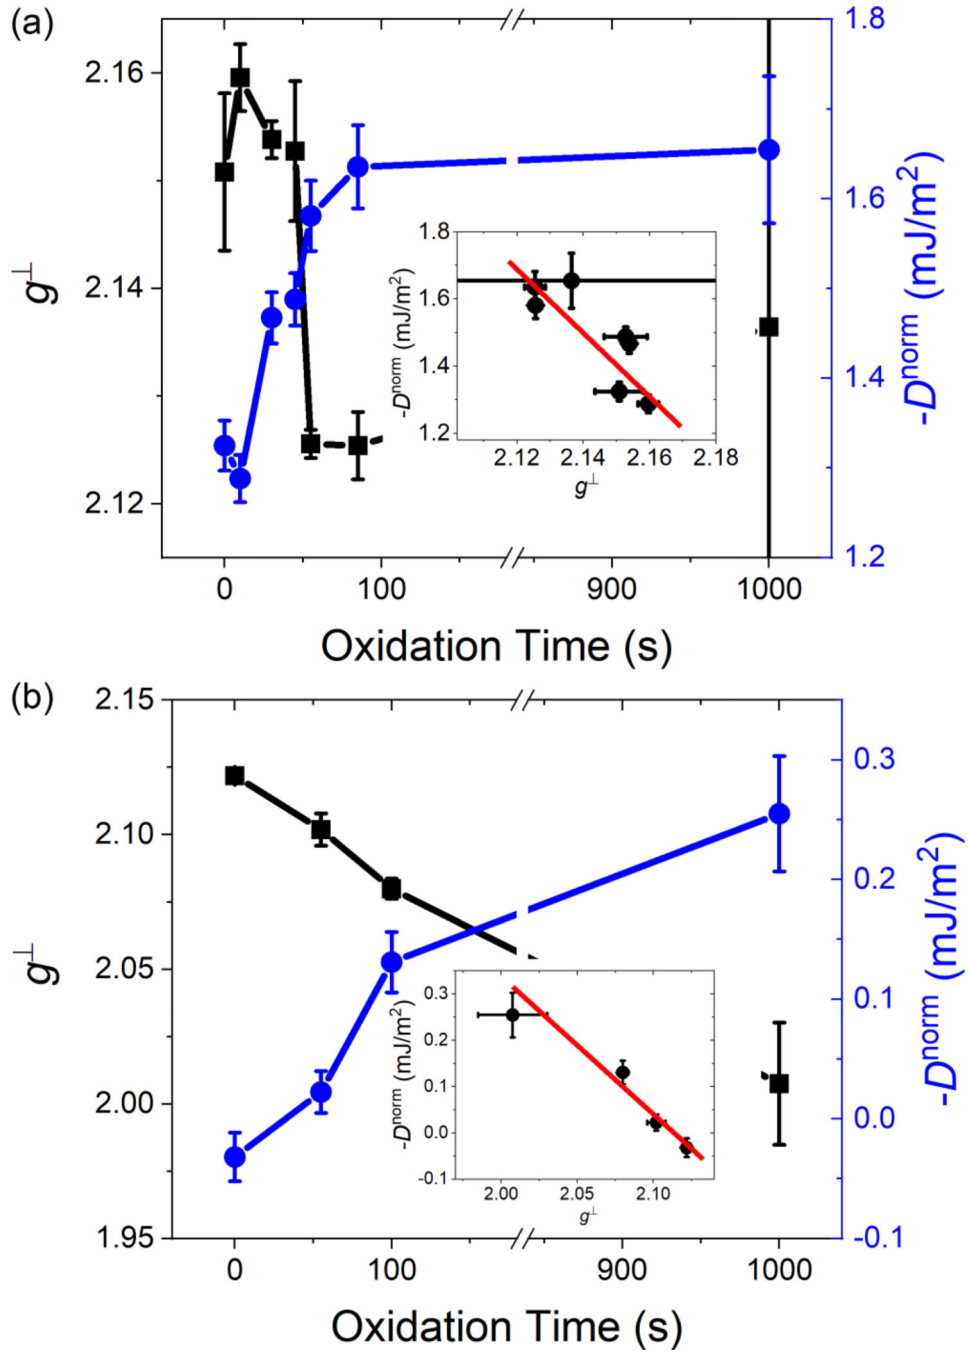 (a)
2.16
2.14
2.12
g⊥
1.8
1.6
1.4
1.2
-Dnorm (mJ/m2)
1.8
1.6
1.4
1.2
-Dnorm (mJ/m2)
2.12 2.14 2.16 2.18
g⊥
0 100 900 1000
Oxidation Time (s)
(b)
2.15
2.10
2.05
2.00
1.95
g⊥
0.3
0.2
0.1
0.0
-0.1
-Dnorm (mJ/m2)
0.3
0.2
0.1
0.0
-0.1
-Dnorm (mJ/m2)
2.00 2.05 2.10
g⊥
0 100 900 1000
Oxidation Time (s)